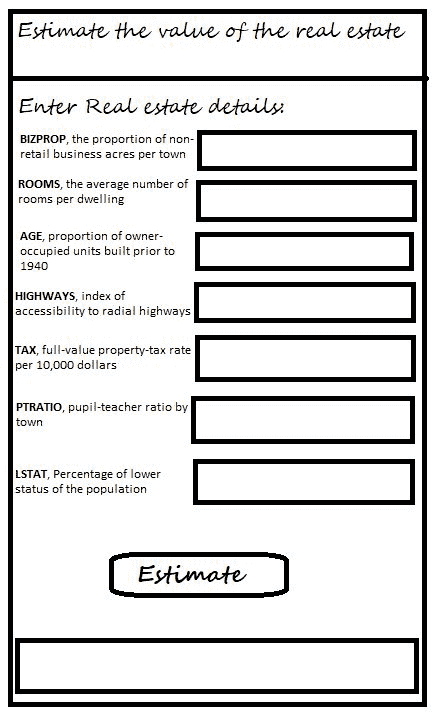 Estimate the value of the real estate
Enter Real estate details:
BIZPROP, the proportion of non-
retail business acres per town
ROOMS, the average number of
rooms per dwelling
AGE, proportion of owner-
occupied units built prior to
1940
HIGHWAYS, index of
accessibility to radial highways
TAX, full-value property-tax rate
per 10,000 dollars
PTRATIO, pupil-teacher ratio by
town
LSTAT, Percentage of lower
status of the population
Estimate